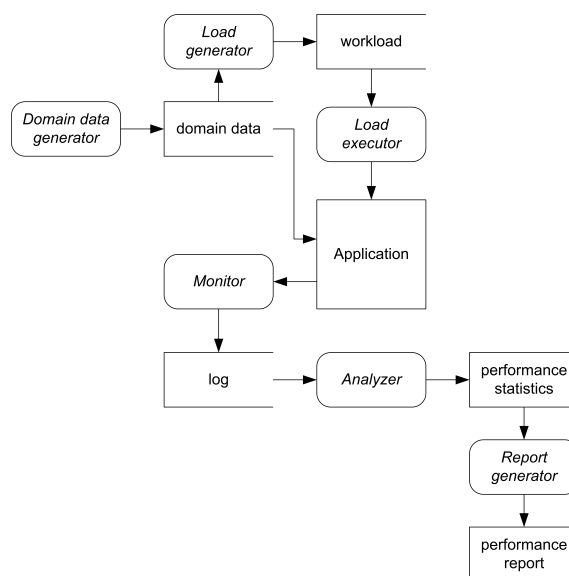 Load
generator
workload
Domain data
generator
domain data
Load
executor
Application
Monitor
log
Analyzer
performance
statistics
Report
generator
performance
report